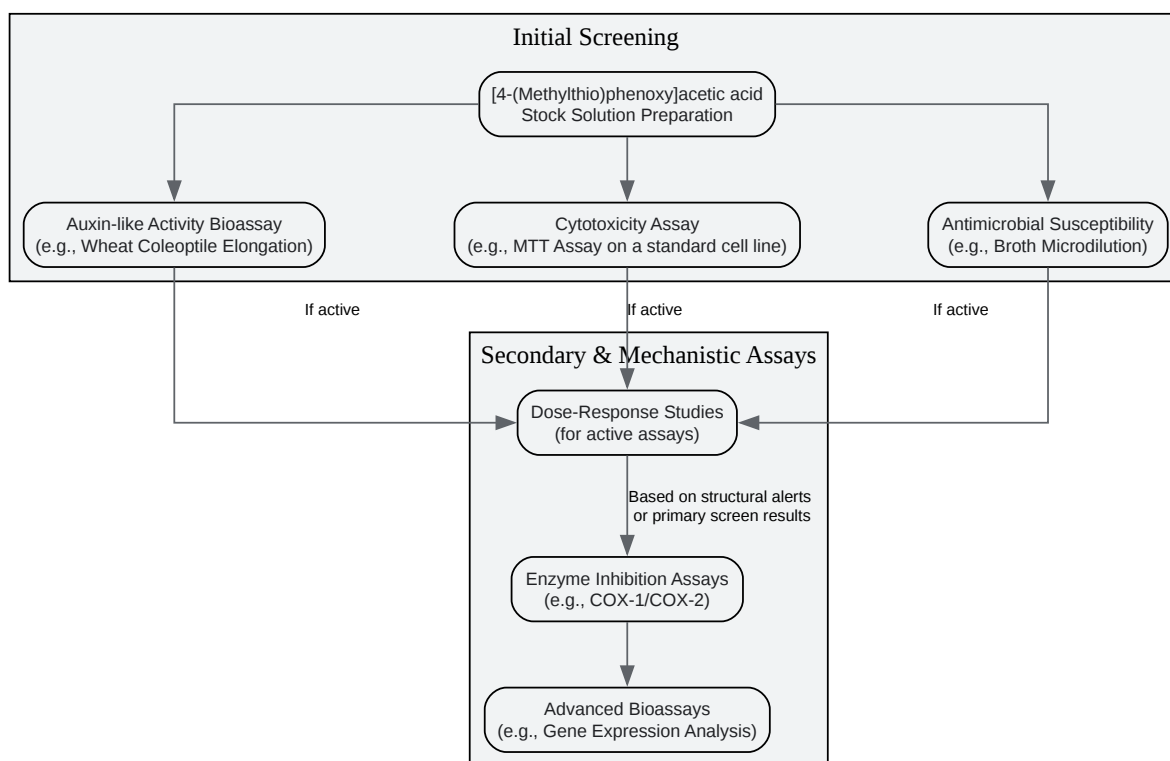 Initial Screening
[4-(Methylthio)phenoxy]acetic acid
Stock Solution Preparation
Auxin-like Activity Bioassay
(e.g., Wheat Coleoptile Elongation)
Cytotoxicity Assay
(e.g., MTT Assay on a standard cell line)
Antimicrobial Susceptibility
(e.g., Broth Microdilution)
If active
If active
If active
Secondary & Mechanistic Assays
Dose-Response Studies
(for active assays)
Based on structural alerts
or primary screen results
Enzyme Inhibition Assays
(e.g., COX-1/COX-2)
Advanced Bioassays
(e.g., Gene Expression Analysis)